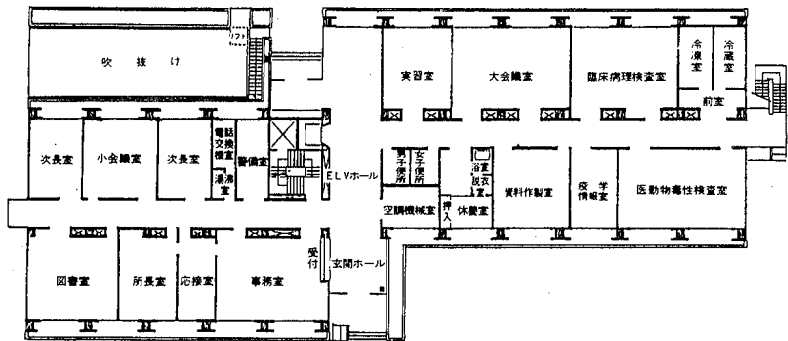 リフト
吹抜け
実習室
大会議室
臨床病理検査室
冷凍室
冷蔵室
前室
次長室
小会議室
次長室
電話交換機室
湯沸室
警備室
ELVホール
男子便所
女子便所
浴室
脱衣室
資料作製室
疫学情報室
医動物毒性検査室
空調機械室
押入
休養室
図書室
所長室
応接室
事務室
受付
玄関ホール